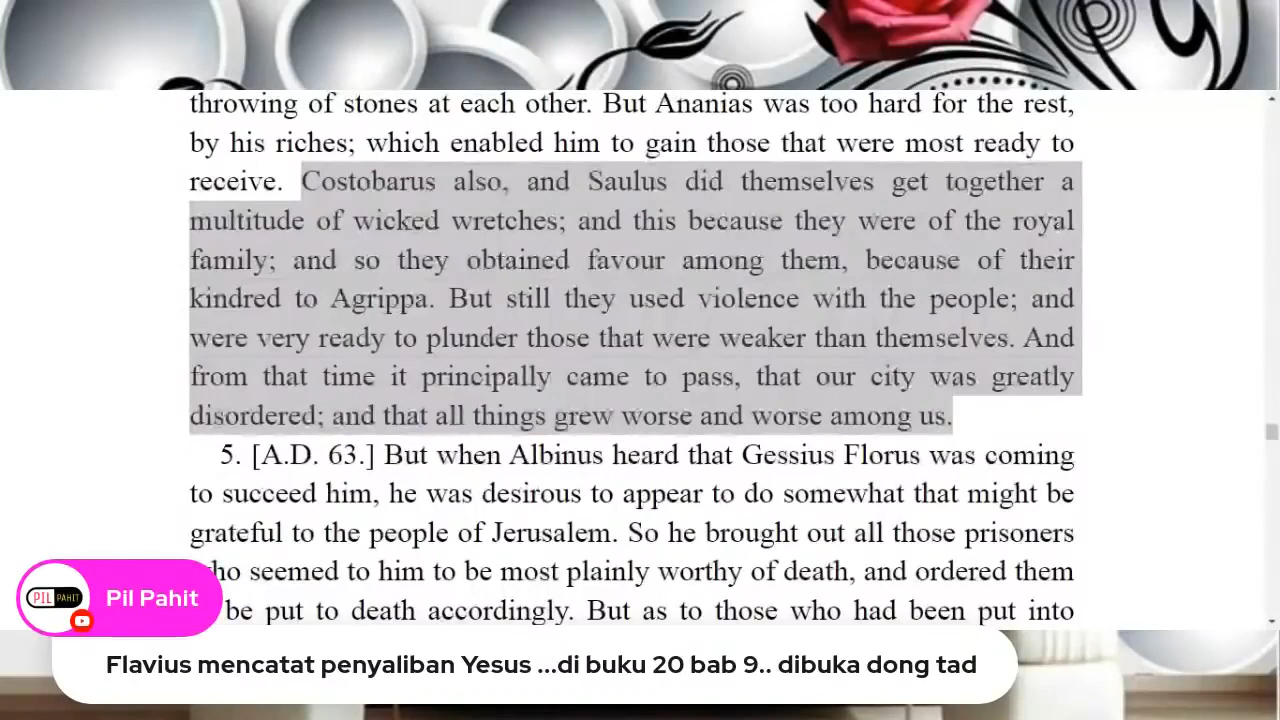 throwing of stones at each other. But Ananias was too hard for the rest,
by his riches; which enabled him to gain those that were most ready to
receive. Costobarus also, and Saulus did themselves get together a
multitude of wicked wretches; and this because they were of the royal
family; and so they obtained favour among them, because of their
kindred to Agrippa. But still they used violence with the people; and
were very ready to plunder those that were weaker than themselves. And
from that time it principally came to pass, that our city was greatly
disordered; and that all things grew worse and worse among us.
5. [A.D. 63.] But when Albinus heard that Gessius Florus was coming
to succeed him, he was desirous to appear to do somewhat that might be
grateful to the people of Jerusalem. So he brought out all those prisoners
who seemed to him to be most plainly worthy of death, and ordered them
be put to death accordingly. But as to those who had been put into
PIL PAHIT
Pil Pahit
Flavius mencatat penyaliban Yesus ...di buku 20 bab 9.. dibuka dong tad